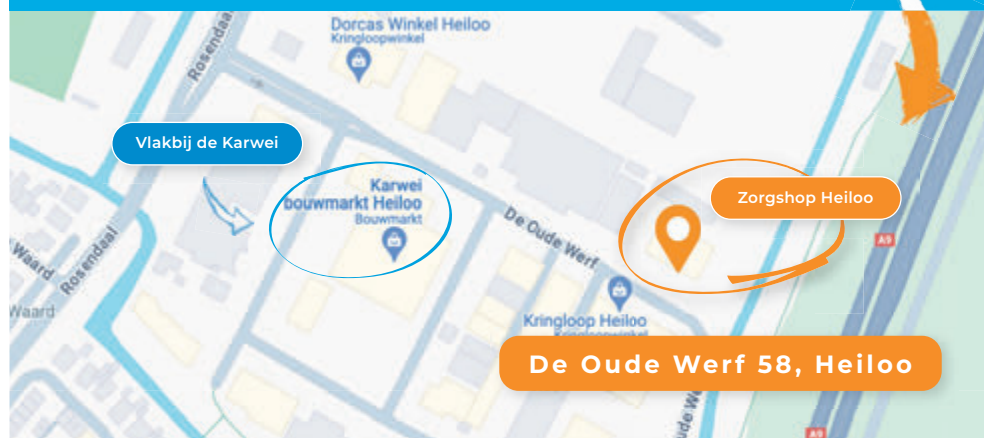 Dorcas Winkel Heiloo
Kringloopwinkel
Rosendaal
Vlakbij de Karwei
Karwei
bouwmarkt Heiloo
Bouwmarkt
Zorgshop Heiloo
De Oude Werf
A9
Waard
Rosendaal
Waard
Kringloop Heiloo
Kringloopwinkel
De Oude Werf 58, Heiloo
A9